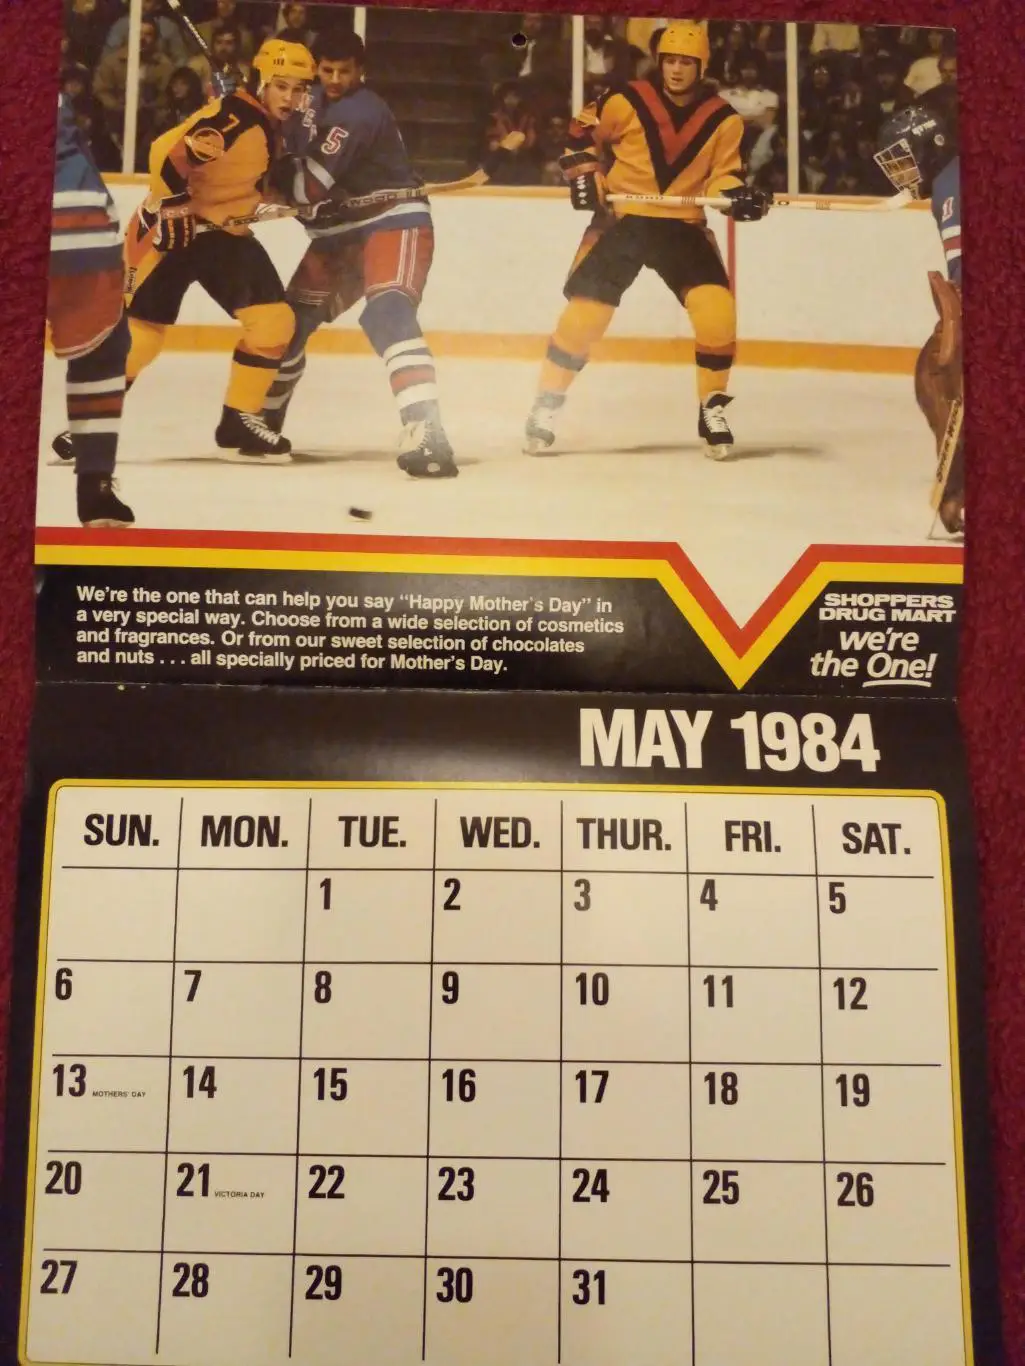 7
5
1
We're the one that can help you say "Happy Mother's Day" in
a very special way. Choose from a wide selection of cosmetics
and fragrances. Or from our sweet selection of chocolates
and nuts . . . all specially priced for Mother's Day.
SHOPPERS
DRUG MART
we're
the One!
MAY 1984
SUN. MON. TUE. WED. THUR. FRI. SAT.
1 2 3 4 5
6 7 8 9 10 11 12
13 MOTHERS' DAY 14 15 16 17 18 19
20 21 VICTORIA DAY 22 23 24 25 26
27 28 29 30 31